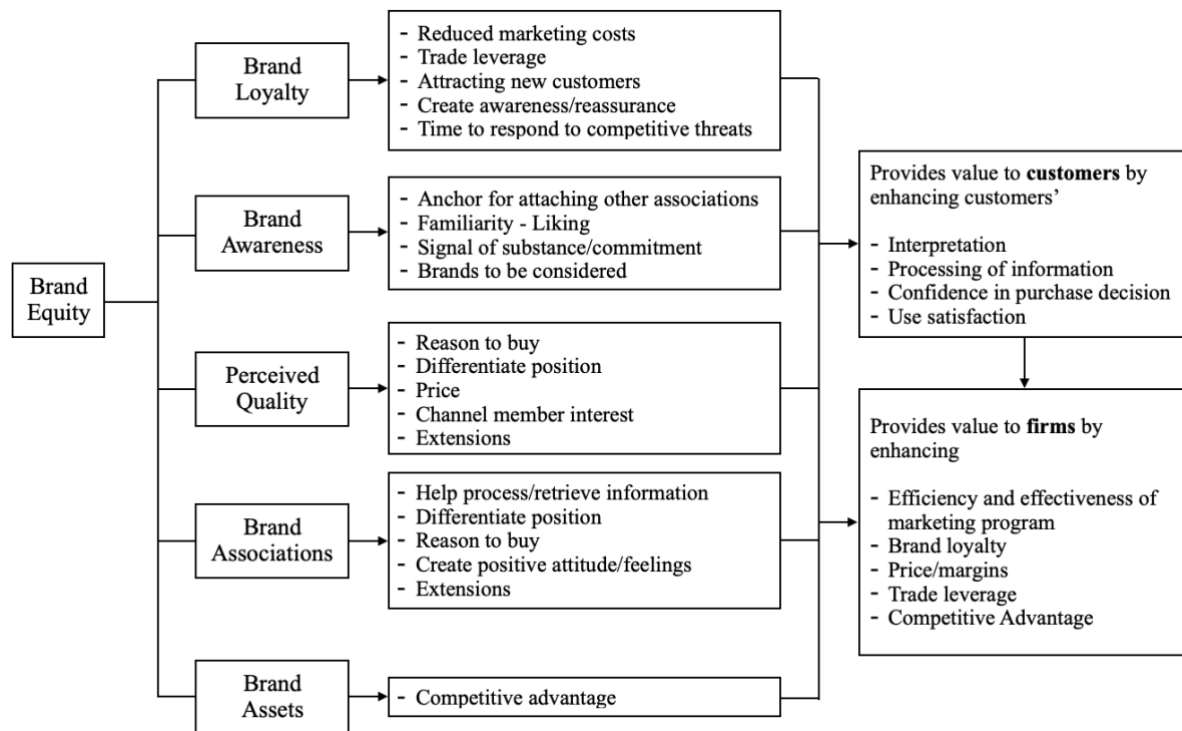 Brand
Equity
Brand
Loyalty
- Reduced marketing costs
- Trade leverage
- Attracting new customers
- Create awareness/reassurance
- Time to respond to competitive threats
Brand
Awareness
- Anchor for attaching other associations
- Familiarity - Liking
- Signal of substance/commitment
- Brands to be considered
Perceived
Quality
- Reason to buy
- Differentiate position
- Price
- Channel member interest
- Extensions
Brand
Associations
- Help process/retrieve information
- Differentiate position
- Reason to buy
- Create positive attitude/feelings
- Extensions
Brand
Assets
- Competitive advantage
Provides value to customers by
enhancing customers’
- Interpretation
- Processing of information
- Confidence in purchase decision
- Use satisfaction
Provides value to firms by
enhancing
- Efficiency and effectiveness of
marketing program
- Brand loyalty
- Price/margins
- Trade leverage
- Competitive Advantage